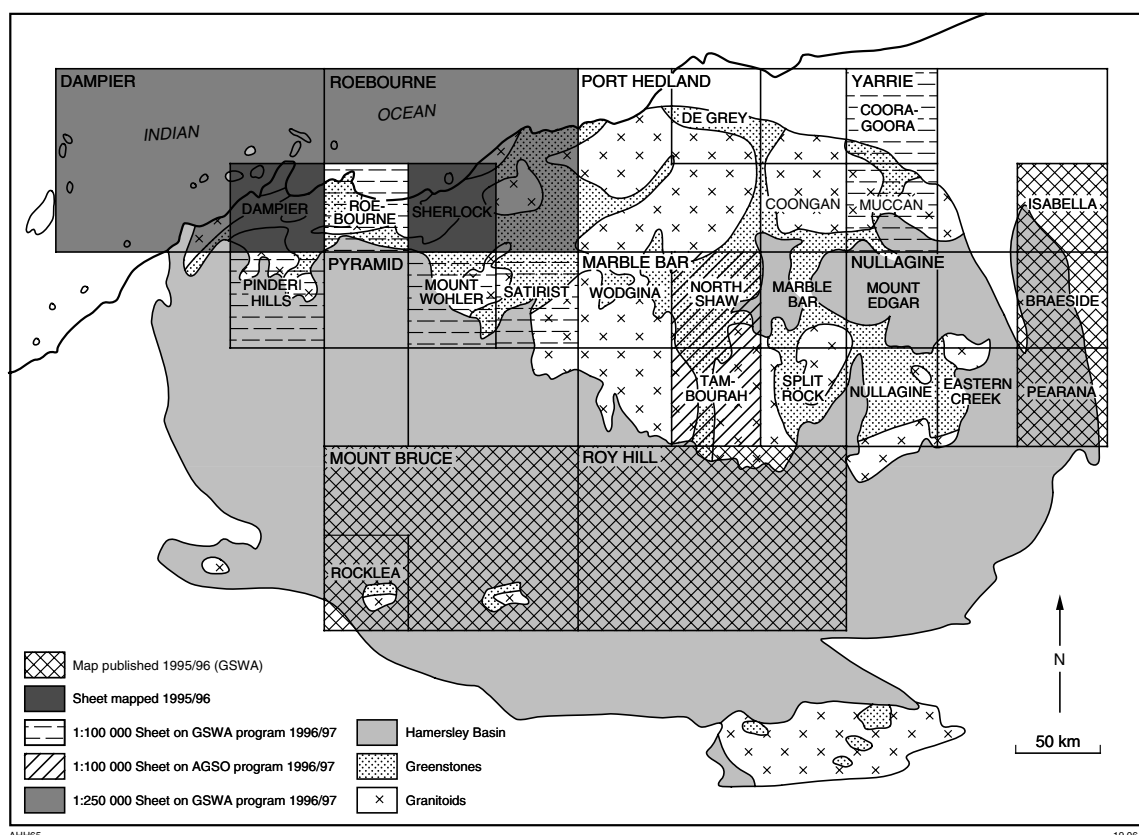 DAMPIER
ROEBOURNE
PORT HEDLAND
YARRIE
INDIAN
OCEAN
DE GREY
COORA-
GOORA
DAMPIER
ROE-
BOURNE
SHERLOCK
COONGAN
MUCCAN
ISABELLA
PYRAMID
MARBLE BAR
NULLAGINE
PINDERI
HILLS
MOUNT
WOHLER
SATIRIST
WODGINA
NORTH
SHAW
MARBLE
BAR
MOUNT
EDGAR
BRAESIDE
TAM-
BOURAH
SPLIT
ROCK
NULLAGINE
EASTERN
CREEK
PEARANA
MOUNT BRUCE
ROY HILL
ROCKLEA
Map published 1995/96 (GSWA)
Sheet mapped 1995/96
1:100 000 Sheet on GSWA program 1996/97
1:100 000 Sheet on AGSO program 1996/97
1:250 000 Sheet on GSWA program 1996/97
Hamersley Basin
Greenstones
Granitoids
N
50 km